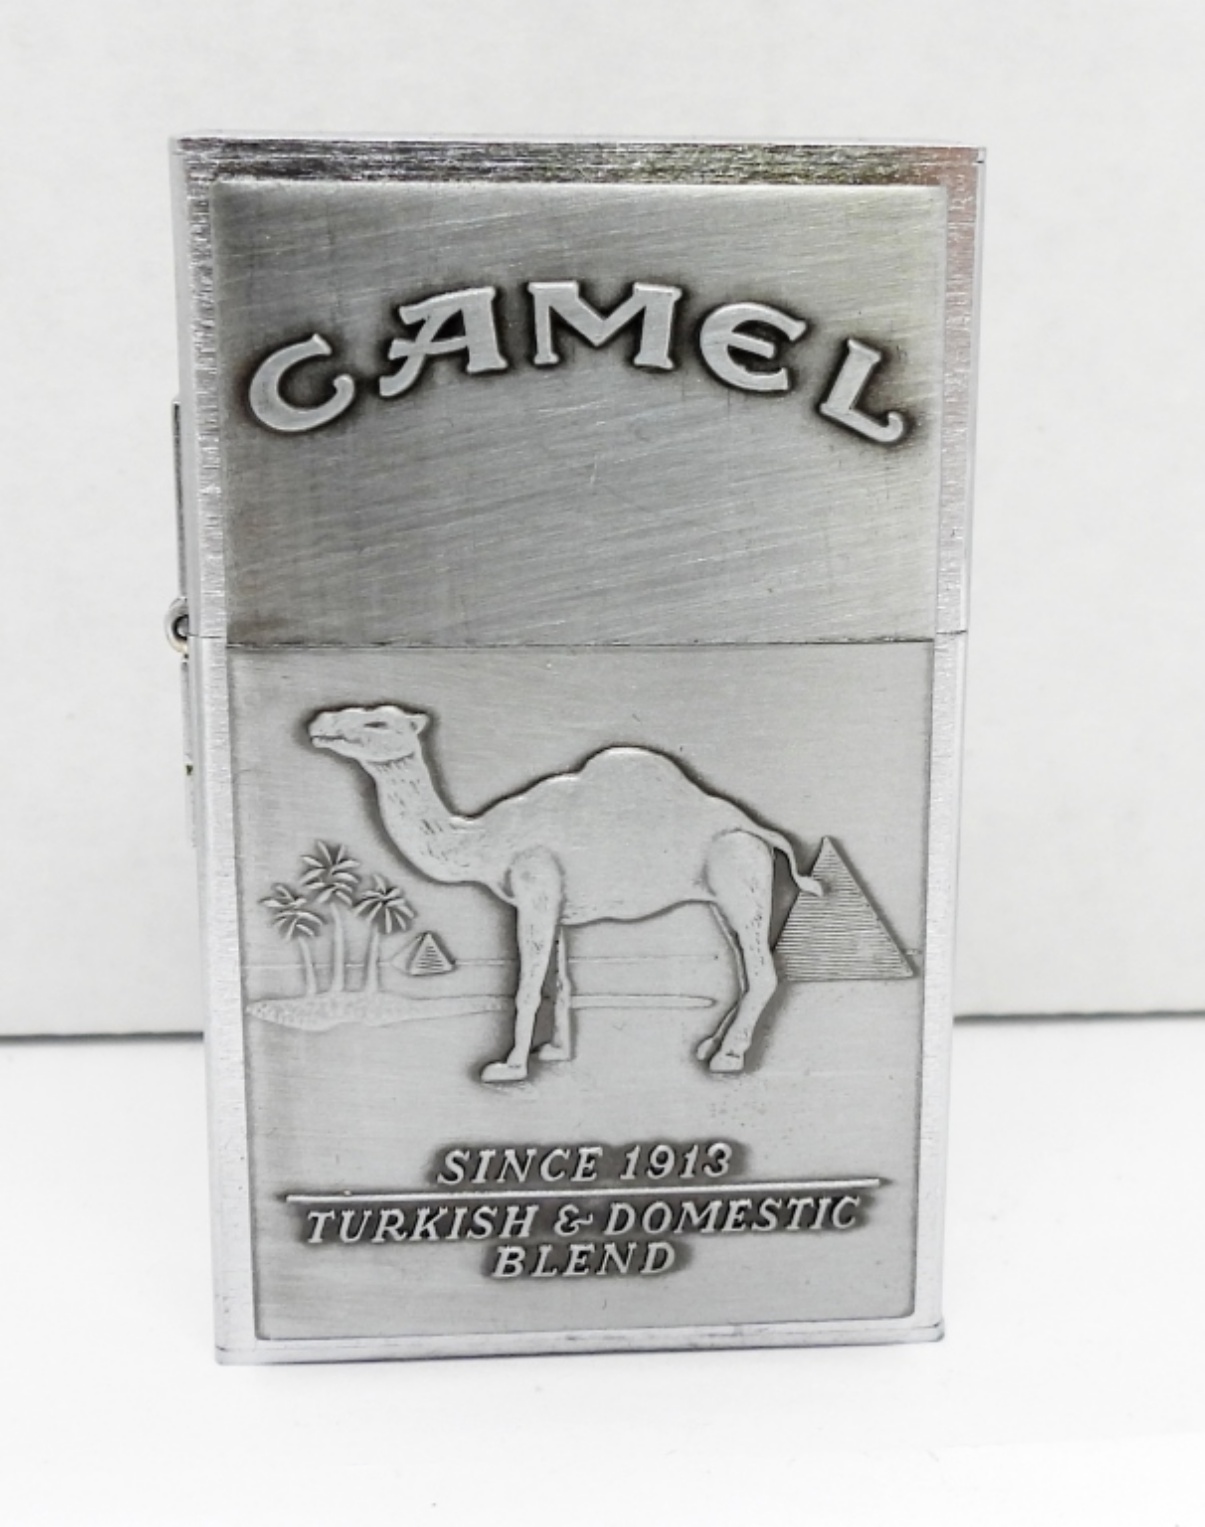 CAMEL
SINCE 1913
TURKISH & DOMESTIC
BLEND